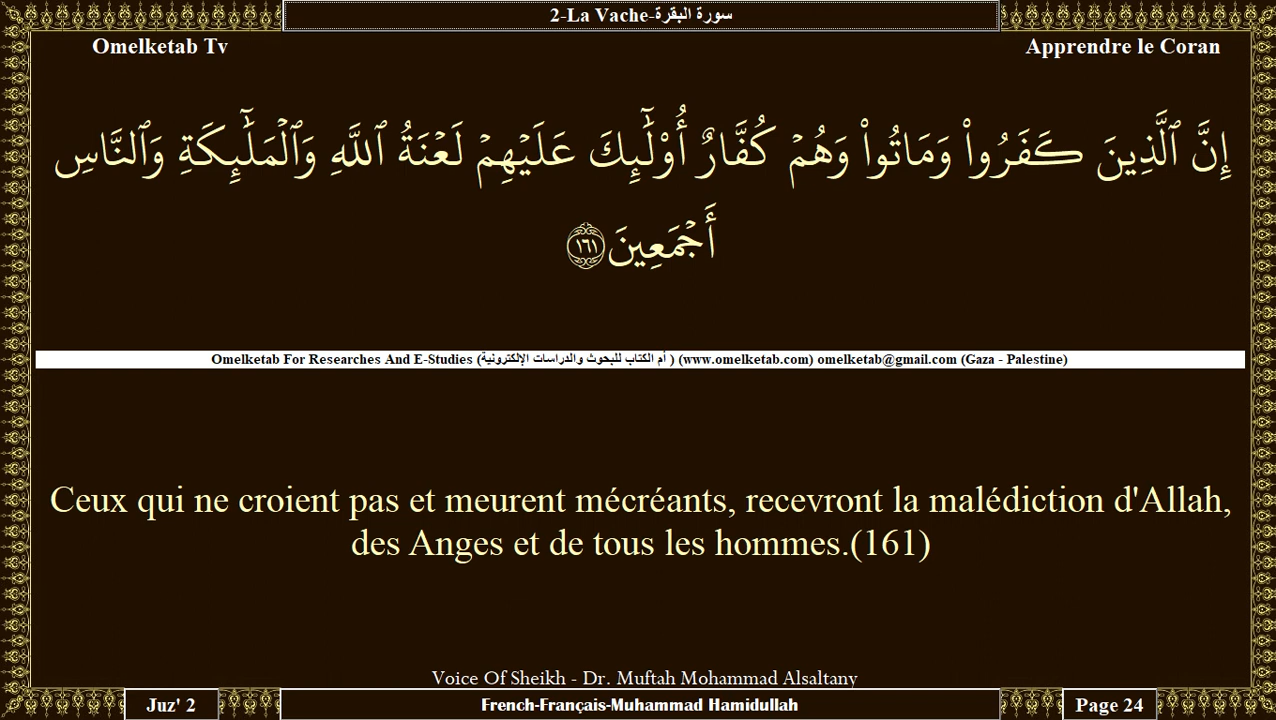 2-La Vache-سورة البقرة
Omelketab Tv
Apprendre le Coran
إِنَّ ٱلَّذِينَ كَفَرُوا۟ وَمَاتُوا۟ وَهُمۡ كُفَّارٌ أُو۟لَٰٓئِكَ عَلَيۡهِمۡ لَعۡنَةُ ٱللَّهِ وَٱلۡمَلَٰٓئِكَةِ وَٱلنَّاسِ
أَجۡمَعِينَ ١٦١
Omelketab For Researches And E-Studies (أم الكتاب للبحوث والدراسات الإلكترونية ) (www.omelketab.com) omelketab@gmail.com (Gaza - Palestine)
Ceux qui ne croient pas et meurent mécréants, recevront la malédiction d'Allah,
des Anges et de tous les hommes.(161)
Voice Of Sheikh - Dr. Muftah Mohammad Alsaltany
Juz' 2
French-Français-Muhammad Hamidullah
Page 24